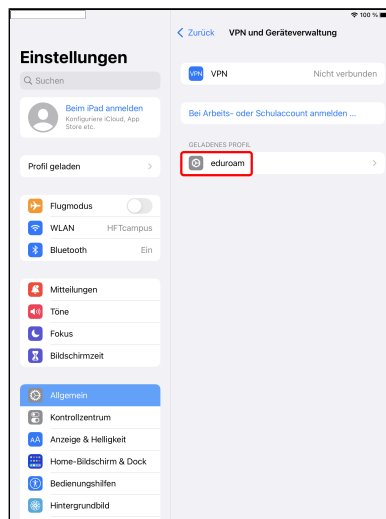 100 %
Zurück
VPN und Geräteverwaltung
Einstellungen
Suchen
Beim iPad anmelden
Konfiguriere iCloud, App
Store etc.
Profil geladen
Flugmodus
WLAN HFTcampus
Bluetooth Ein
Mitteilungen
Töne
Fokus
Bildschirmzeit
Allgemein
Kontrollzentrum
AA Anzeige & Helligkeit
Home-Bildschirm & Dock
Bedienungshilfen
Hintergrundbild
VPN VPN Nicht verbunden
Bei Arbeits- oder Schulaccount anmelden ...
GELADENES PROFIL
eduroam